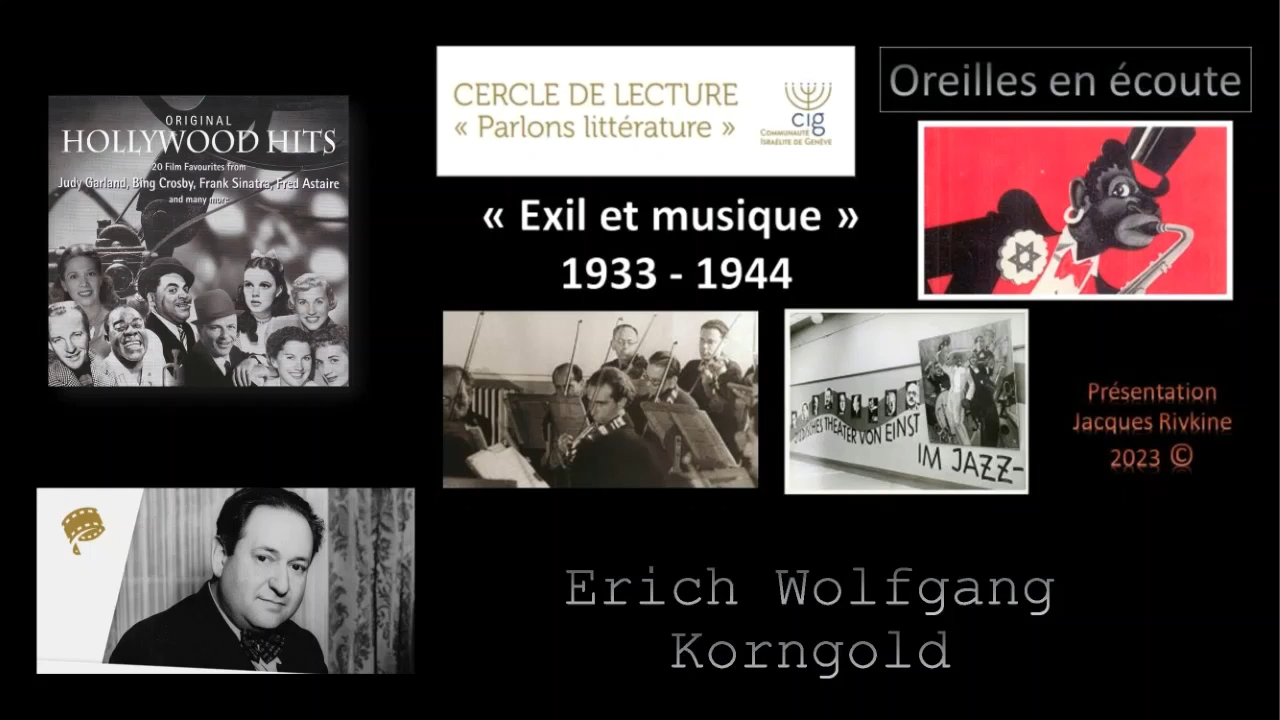 ORIGINAL
HOLLYWOOD HITS
20 Film Favourites from
Judy Garland, Bing Crosby, Frank Sinatra, Fred Astaire
and many more
CERCLE DE LECTURE
« Parlons littérature »
cig
COMMUNAUTÉ
ISRAÉLITE DE GENÈVE
Oreilles en écoute
« Exil et musique »
1933 - 1944
THEATER VON EINST
IM JAZZ-
Présentation
Jacques Rivkine
2023 ©
Erich Wolfgang
Korngold